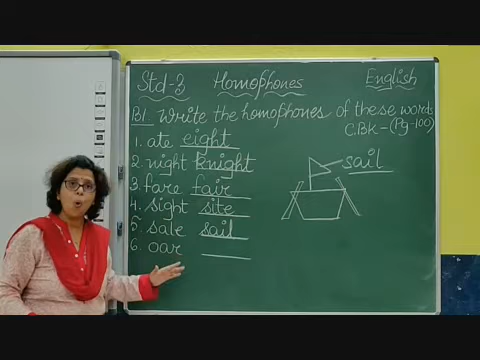 Std-3 Homophones English
B1. Write the homophones of these words
C.BK - (Pg-100)
1. ate eight
2. night knight
3. fare fair
4. sight site
5. sale sail
6. oar
sail